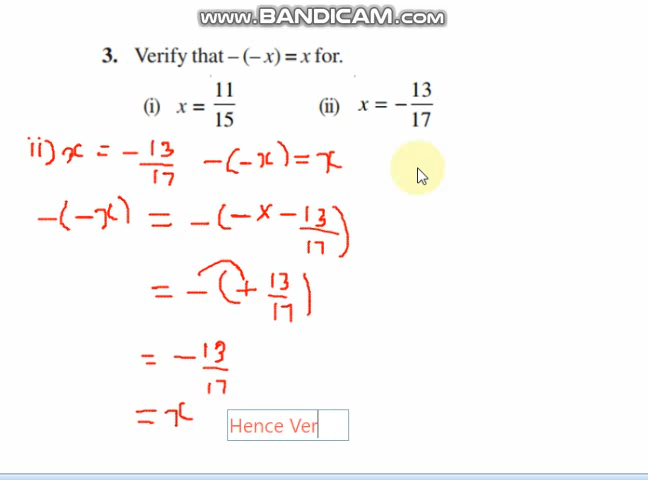 WWW.BANDICAM.COM
3. Verify that – (– x) = x for.
(i) x = 11/15 (ii) x = – 13/17
ii) x = – 13/17 – (– x) = x
– (– x) = – (– × – 13/17)
= – (+ 13/17)
= – 13/17
= x Hence Ver